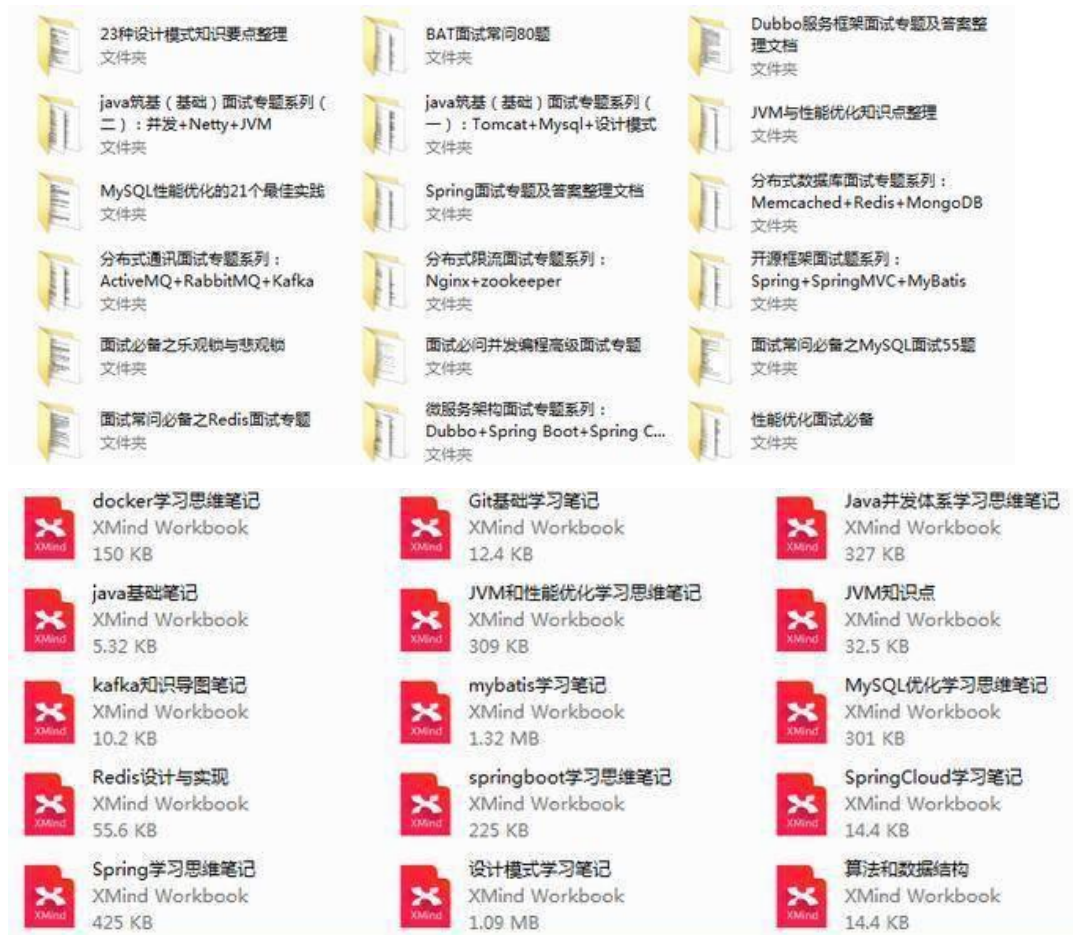 23种设计模式知识要点整理
文件夹
BAT面试常问80题
文件夹
Dubbo服务框架面试专题及答案整
理文档
文件夹
java筑基（基础）面试专题系列（
二）：并发+Netty+JVM
文件夹
java筑基（基础）面试专题系列（
一）：Tomcat+Mysql+设计模式
文件夹
JVM与性能优化知识点整理
文件夹
MySQL性能优化的21个最佳实践
文件夹
Spring面试专题及答案整理文档
文件夹
分布式数据库面试专题系列：
Memcached+Redis+MongoDB
文件夹
分布式通讯面试专题系列：
ActiveMQ+RabbitMQ+Kafka
文件夹
分布式限流面试专题系列：
Nginx+zookeeper
文件夹
开源框架面试题系列：
Spring+SpringMVC+MyBatis
文件夹
面试必备之乐观锁与悲观锁
文件夹
面试必问并发编程高级面试专题
文件夹
面试常问必备之MySQL面试55题
文件夹
面试常问必备之Redis面试专题
文件夹
微服务架构面试专题系列：
Dubbo+Spring Boot+Spring C...
文件夹
性能优化面试必备
文件夹
docker学习思维笔记
XMind Workbook
150 KB
XMind
Git基础学习笔记
XMind Workbook
12.4 KB
XMind
Java并发体系学习思维笔记
XMind Workbook
327 KB
XMind
java基础笔记
XMind Workbook
5.32 KB
XMind
JVM和性能优化学习思维笔记
XMind Workbook
309 KB
XMind
JVM知识点
XMind Workbook
32.5 KB
XMind
kafka知识导图笔记
XMind Workbook
10.2 KB
XMind
mybatis学习笔记
XMind Workbook
1.32 MB
XMind
MySQL优化学习思维笔记
XMind Workbook
301 KB
XMind
Redis设计与实现
XMind Workbook
55.6 KB
XMind
springboot学习思维笔记
XMind Workbook
225 KB
XMind
SpringCloud学习笔记
XMind Workbook
14.4 KB
XMind
Spring学习思维笔记
XMind Workbook
425 KB
XMind
设计模式学习笔记
XMind Workbook
1.09 MB
XMind
算法和数据结构
XMind Workbook
14.4 KB
XMind